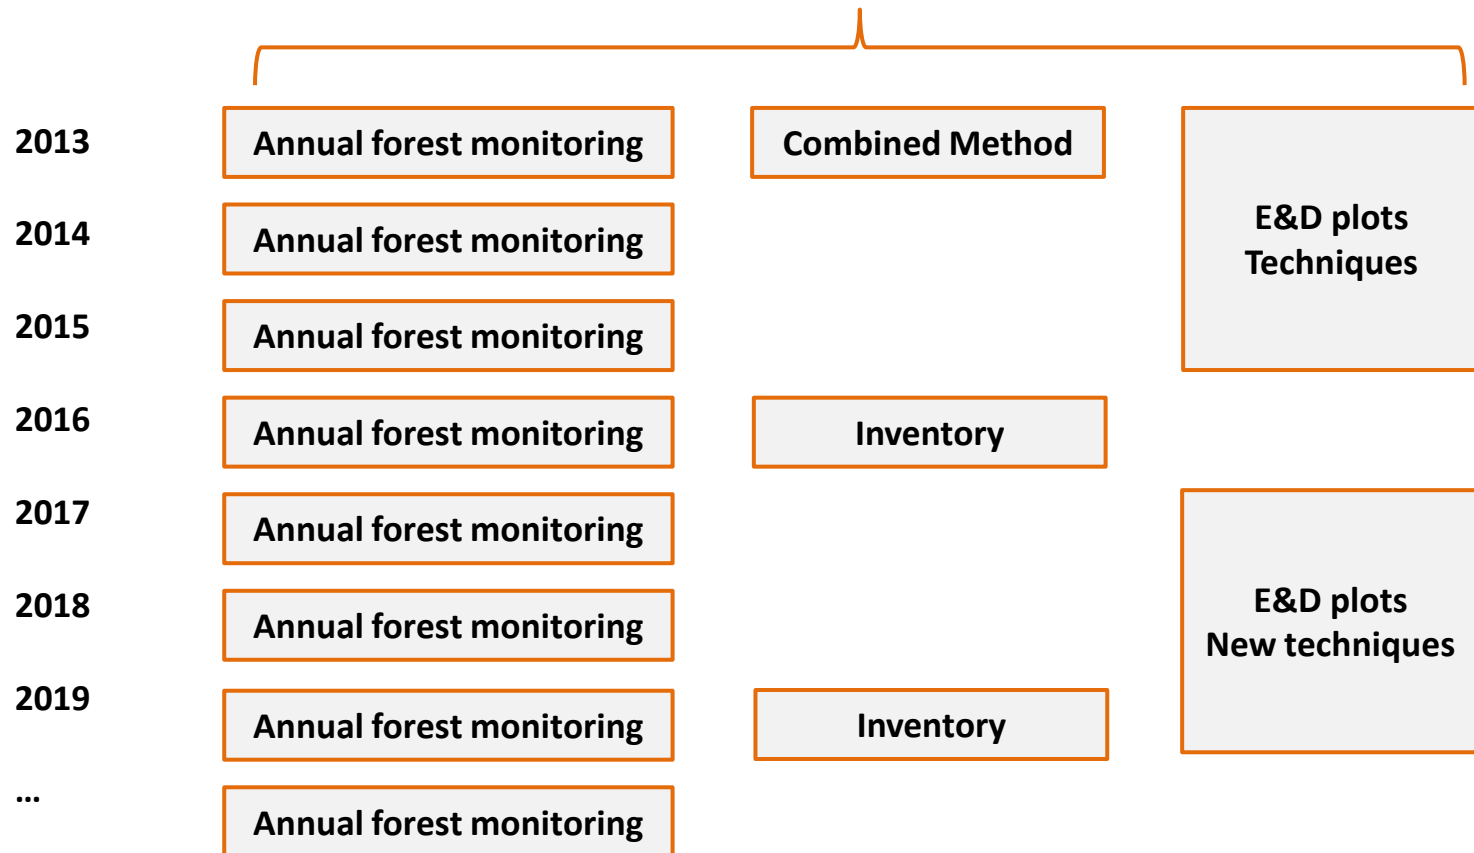 2013
Annual forest monitoring
Combined Method
E&D plots
Techniques
2014
Annual forest monitoring
2015
Annual forest monitoring
2016
Annual forest monitoring
Inventory
2017
Annual forest monitoring
E&D plots
New techniques
2018
Annual forest monitoring
2019
Annual forest monitoring
Inventory
...
Annual forest monitoring